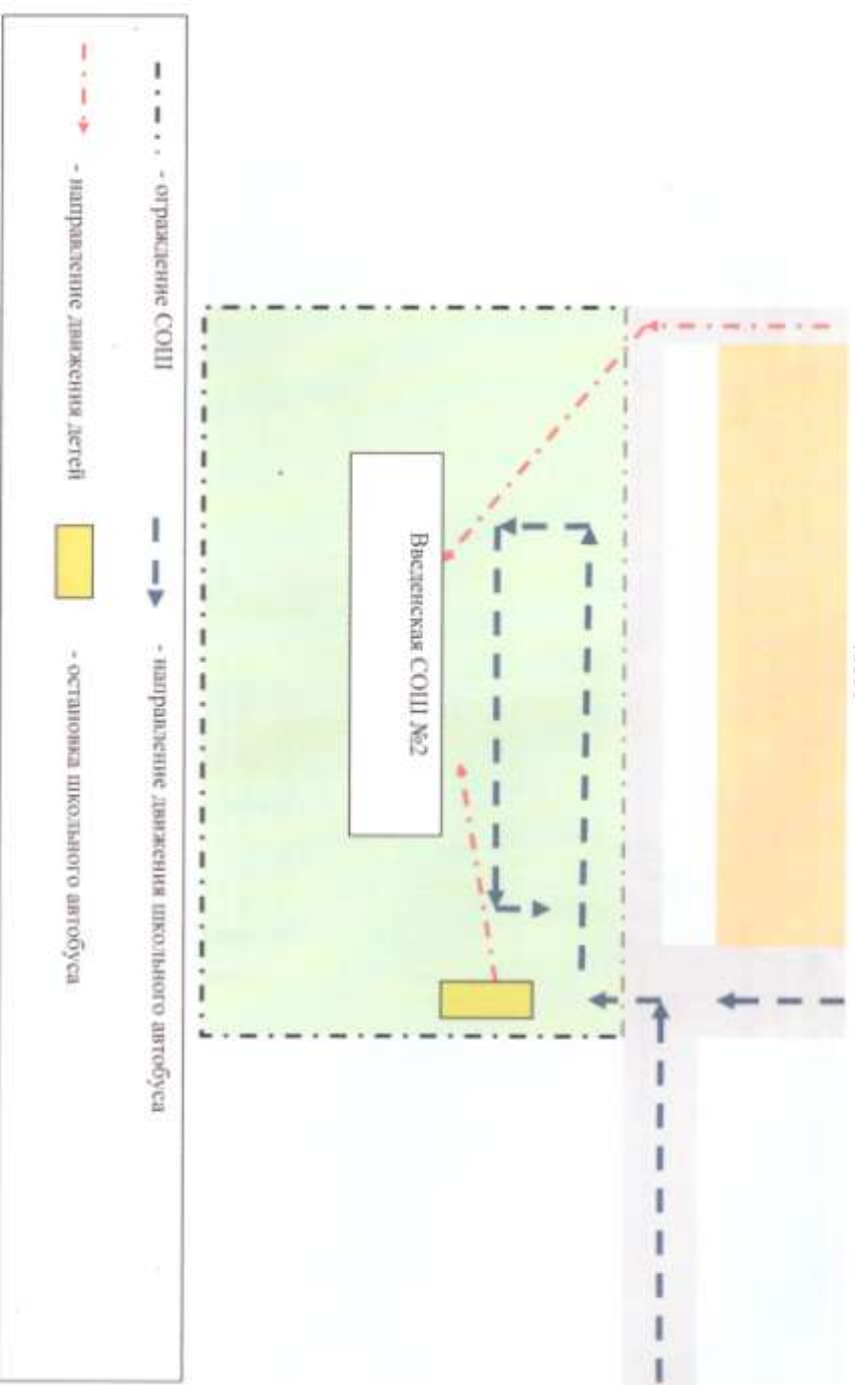 Введенская СОШ №2
- ограждение СОШ
- направление движения школьного автобуса
- направление движения детей
- остановка школьного автобуса